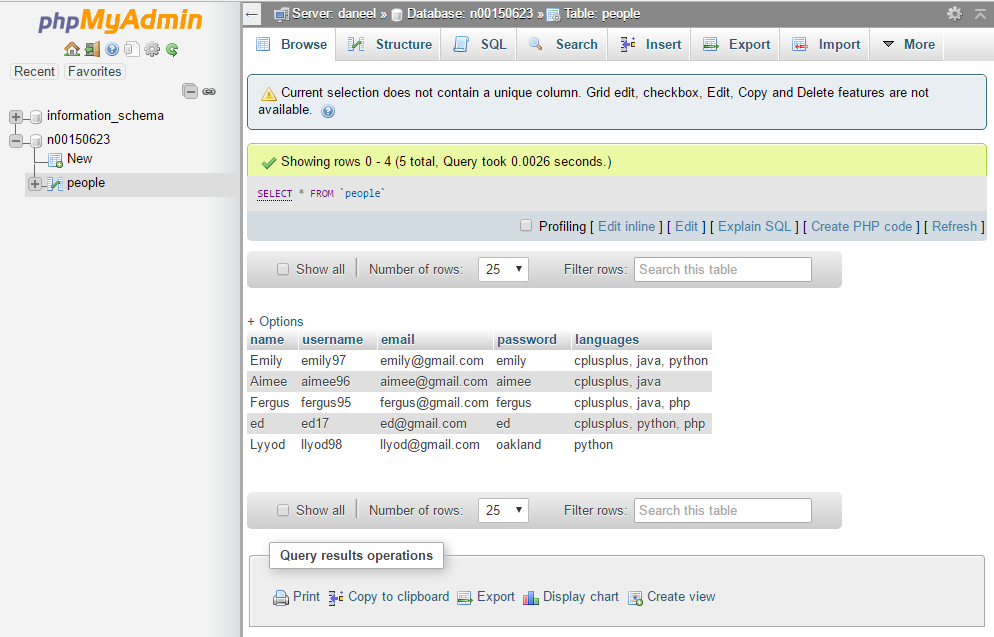 phpMyAdmin
Recent Favorites
information_schema
n00150623
New
people
Server: daneel » Database: n00150623 » Table: people
Browse Structure SQL Search Insert Export Import More
Current selection does not contain a unique column. Grid edit, checkbox, Edit, Copy and Delete features are not
available.
Showing rows 0 - 4 (5 total, Query took 0.0026 seconds.)
SELECT * FROM `people`
Profiling [ Edit inline ] [ Edit ] [ Explain SQL ] [ Create PHP code ] [ Refresh ]
Show all Number of rows: 25 Filter rows: Search this table
+ Options
name username email password languages
Emily emily97 emily@gmail.com emily cplusplus, java, python
Aimee aimee96 aimee@gmail.com aimee cplusplus, java
Fergus fergus95 fergus@gmail.com fergus cplusplus, java, php
ed ed17 ed@gmail.com ed cplusplus, python, php
Lyyod llyod98 llyod@gmail.com oakland python
Show all Number of rows: 25 Filter rows: Search this table
Query results operations
Print Copy to clipboard Export Display chart Create view